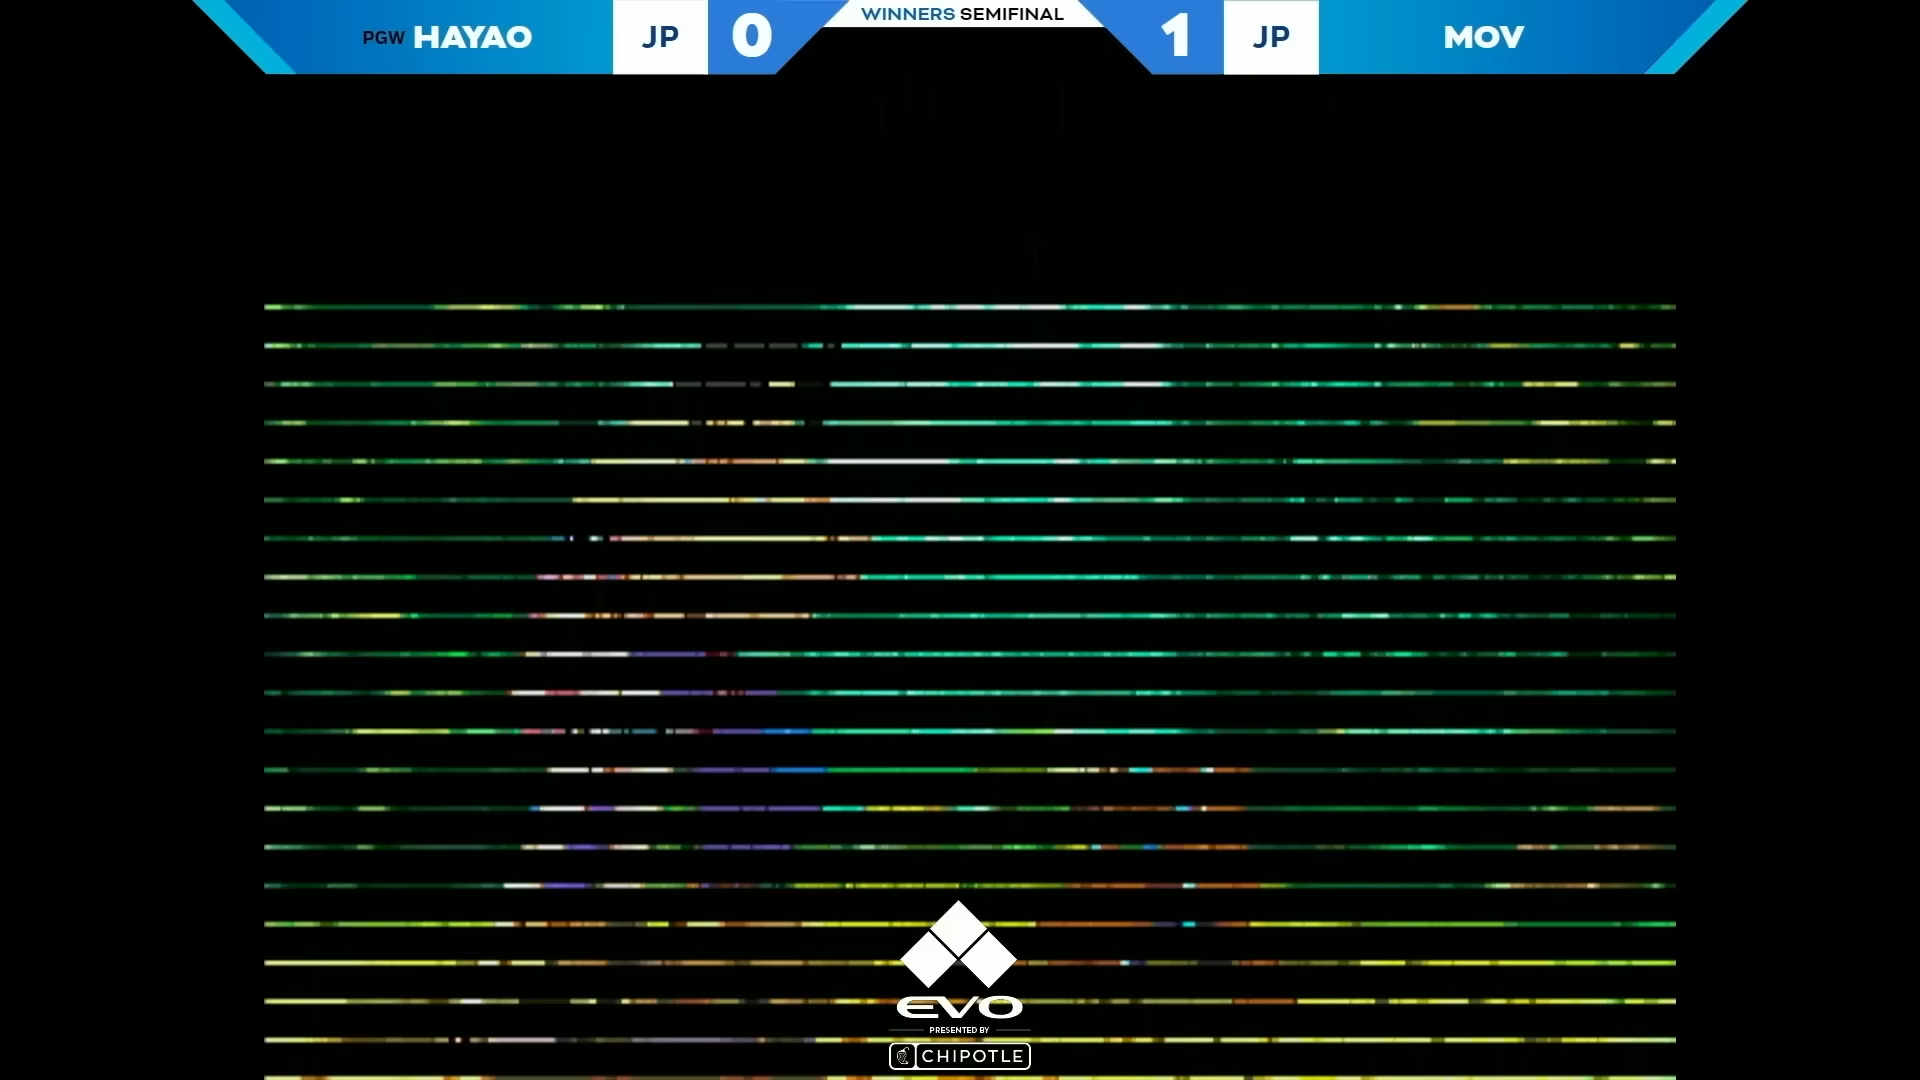 PGW HAYAO JP 0 WINNERS SEMIFINAL 1 JP MOV
EVO
PRESENTED BY
CHIPOTLE